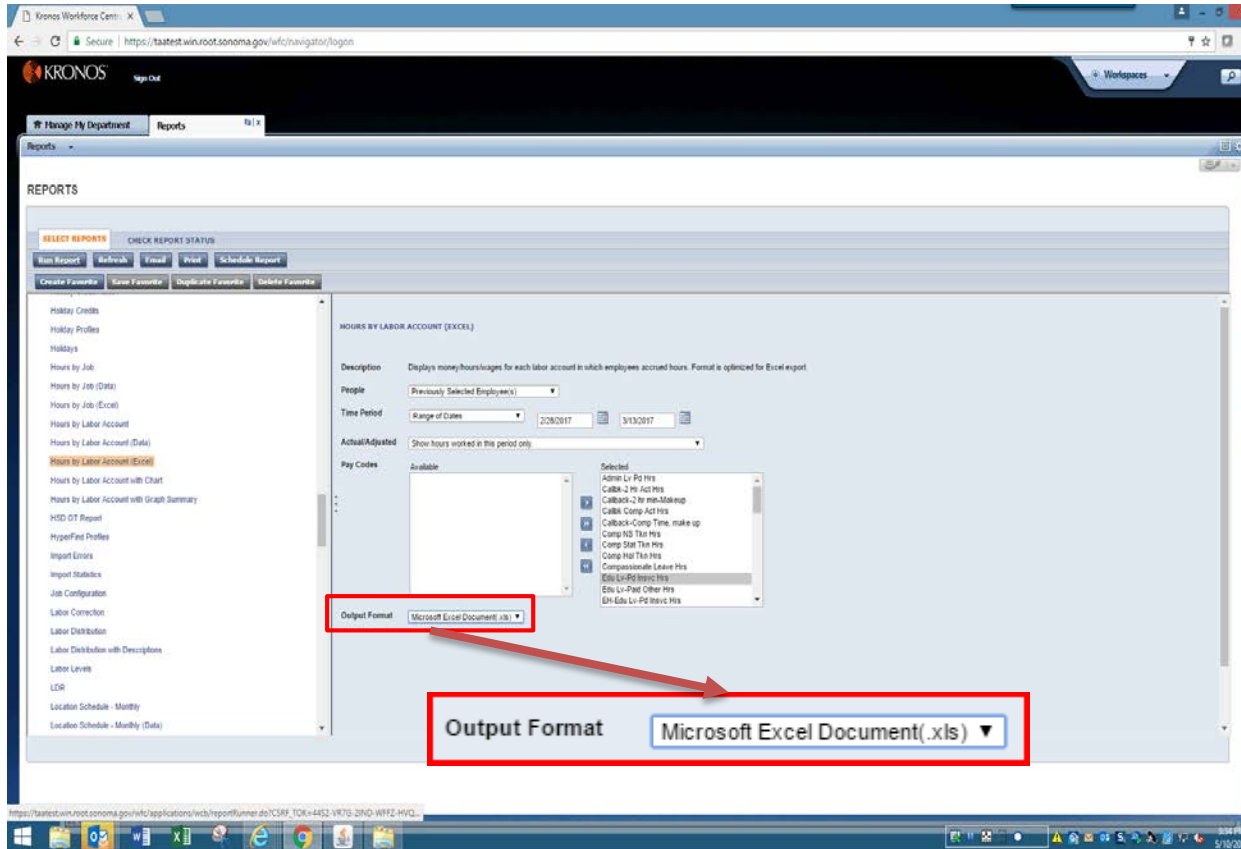 Kronos Workforce Centr
Secure | https://taatest.win.root.sonoma.gov/wfc/navigator/logon
KRONOS
Sign Out
Workspaces
Manage My Department
Reports
Reports
REPORTS
SELECT REPORTS
CHECK REPORT STATUS
Run Report
Refresh
Email
Print
Schedule Report
Create Favorite
Save Favorite
Duplicate Favorite
Delete Favorite
Holiday Credits
Holiday Profiles
Holidays
Hours by Job
Hours by Job (Data)
Hours by Job (Excel)
Hours by Labor Account
Hours by Labor Account (Data)
Hours by Labor Account (Excel)
Hours by Labor Account with Chart
Hours by Labor Account with Graph Summary
HSD OT Report
HyperFind Profiles
Import Errors
Import Statistics
Job Configuration
Labor Correction
Labor Distribution
Labor Distribution with Descriptions
Labor Levels
LDR
Location Schedule - Monthly
Location Schedule - Monthly (Data)
HOURS BY LABOR ACCOUNT (EXCEL)
Description Displays money/hours/wages for each labor account in which employees accrued hours. Format is optimized for Excel export.
People Previously Selected Employee(s)
Time Period Range of Dates 2/28/2017 3/13/2017
Actual/Adjusted Show hours worked in this period only.
Pay Codes
Available
Selected
Admin Lv Pd Hrs
Callbk-2 Hr Act Hrs
Callback-2 hr min-Makeup
Callbk Comp Act Hrs
Callback-Comp Time, make up
Comp NS Tkn Hrs
Comp Stat Tkn Hrs
Comp Hol Tkn Hrs
Compassionate Leave Hrs
Edu Lv-Pd Insvc Hrs
Edu Lv-Paid Other Hrs
EH-Edu Lv-Pd Insvc Hrs
Output Format Microsoft Excel Document(.xls)
Output Format Microsoft Excel Document(.xls)